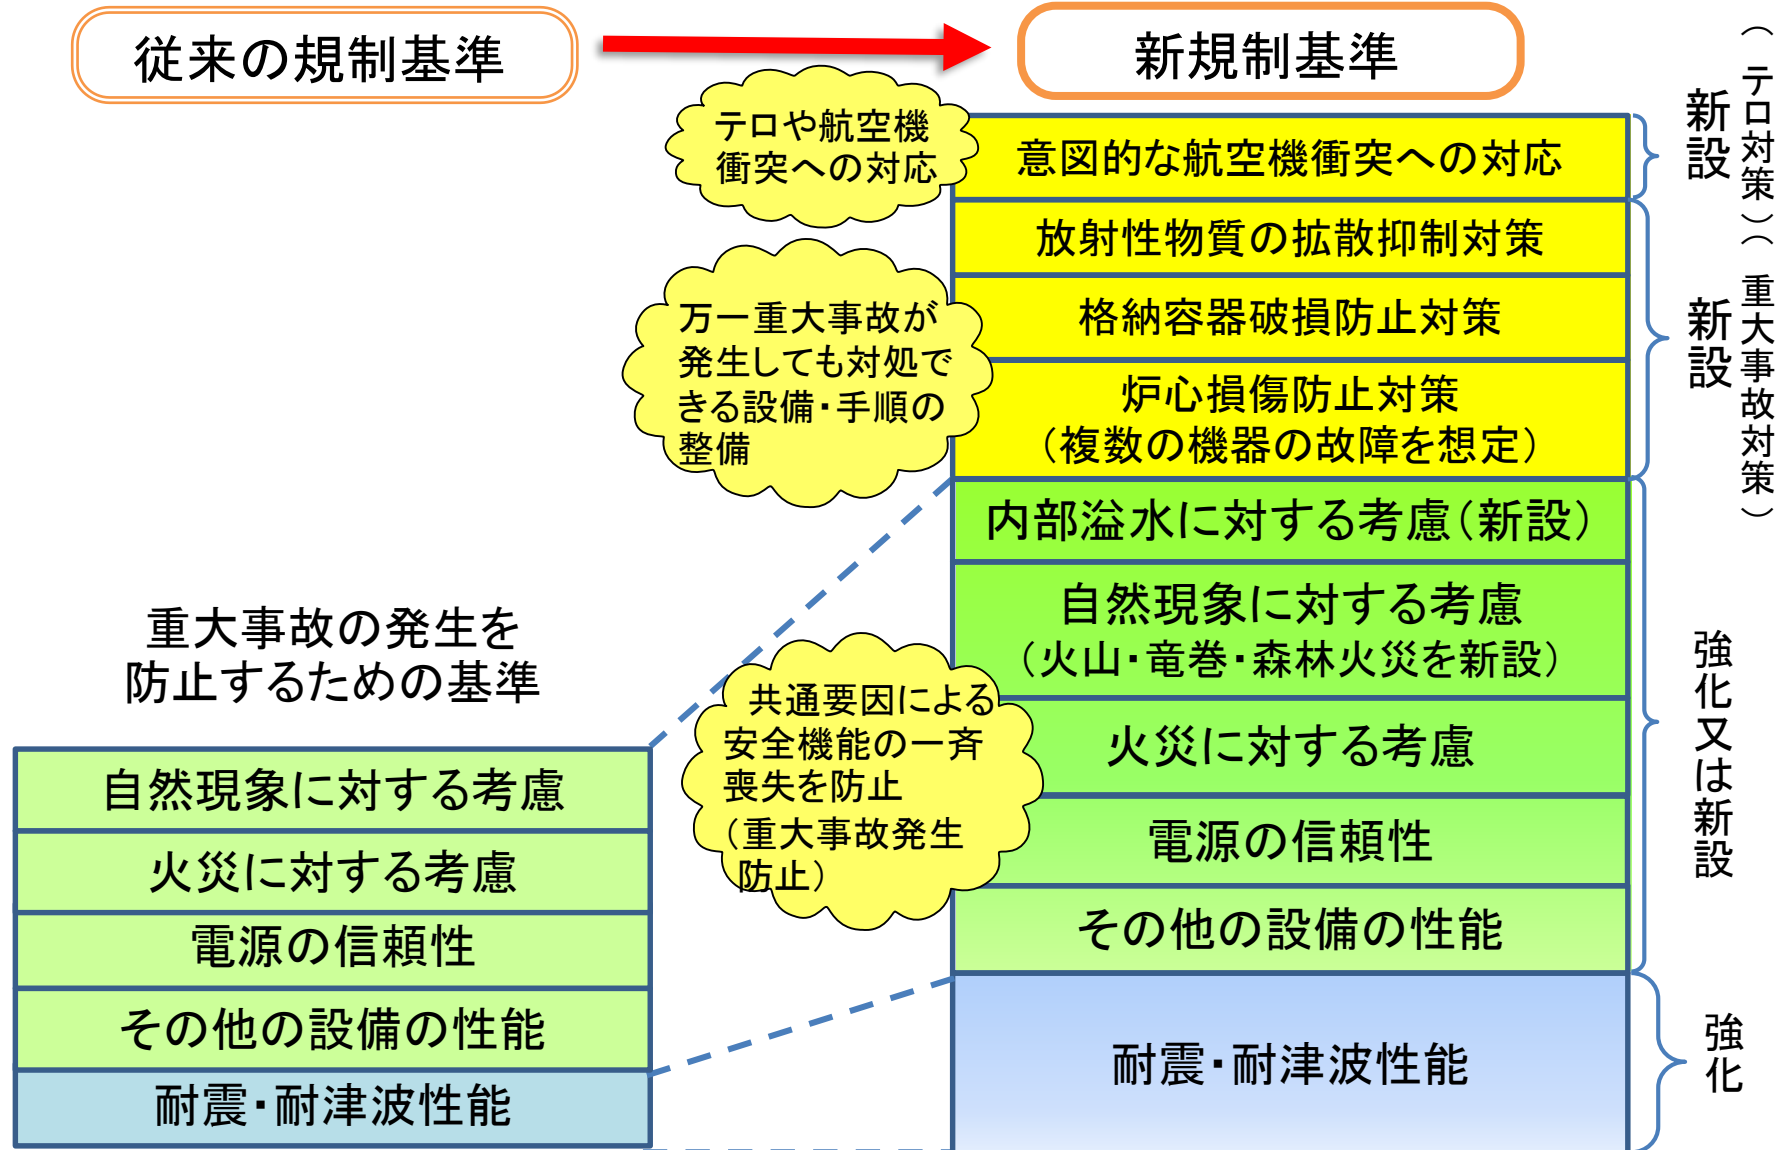 従来の規制基準
新規制基準
テロや航空機
衝突への対応
万一重大事故が
発生しても対処で
きる設備・手順の
整備
共通要因による
安全機能の一斉
喪失を防止
（重大事故発生
防止）
重大事故の発生を
防止するための基準
自然現象に対する考慮
火災に対する考慮
電源の信頼性
その他の設備の性能
耐震・耐津波性能
意図的な航空機衝突への対応
放射性物質の拡散抑制対策
格納容器破損防止対策
炉心損傷防止対策
（複数の機器の故障を想定）
内部溢水に対する考慮（新設）
自然現象に対する考慮
（火山・竜巻・森林火災を新設）
火災に対する考慮
電源の信頼性
その他の設備の性能
耐震・耐津波性能
新設
（テロ対策）
新設
（重大事故対策）
強化又は新設
強化